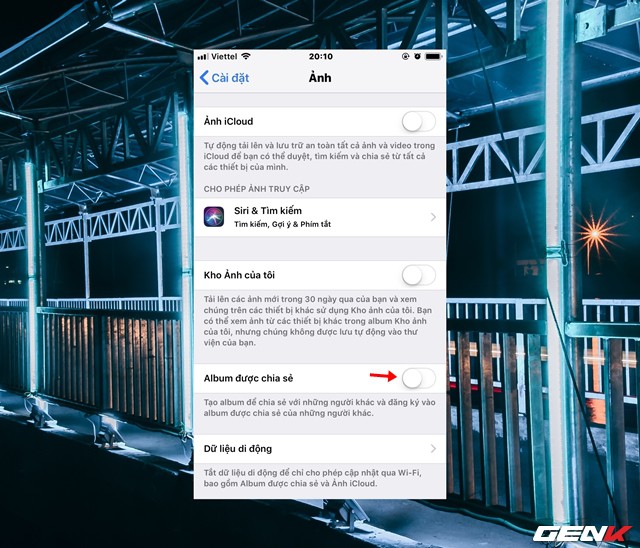 Viettel 20:10
Cài đặt Ảnh
Ảnh iCloud
Tự động tải lên và lưu trữ an toàn tất cả ảnh và video trong
iCloud để bạn có thể duyệt, tìm kiếm và chia sẻ từ tất cả
các thiết bị của mình.
CHO PHÉP ẢNH TRUY CẬP
Siri & Tìm kiếm
Tìm kiếm, Gợi ý & Phím tắt
Kho Ảnh của tôi
Tải lên các ảnh mới trong 30 ngày qua của bạn và xem
chúng trên các thiết bị khác sử dụng Kho ảnh của tôi. Bạn
có thể xem ảnh từ các thiết bị khác trong album Kho ảnh
của tôi, nhưng chúng không được lưu tự động vào thư
viện của bạn.
Album được chia sẻ
Tạo album để chia sẻ với những người khác và đăng ký vào
album được chia sẻ của những người khác.
Dữ liệu di động
Tắt dữ liệu di động để chỉ cho phép cập nhật qua Wi-Fi,
bao gồm Album được chia sẻ và Ảnh iCloud.
GENK